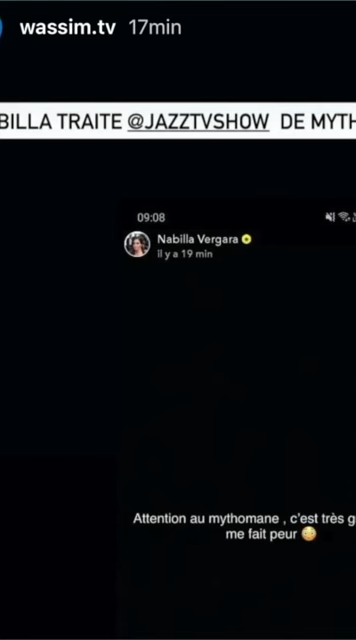 wassim.tv 17min
BILLA TRAITE @JAZZTVSHOW DE MYTH
09:08
Nabilla Vergara
il y a 19 min
Attention au mythomane , c'est très g
me fait peur 😳